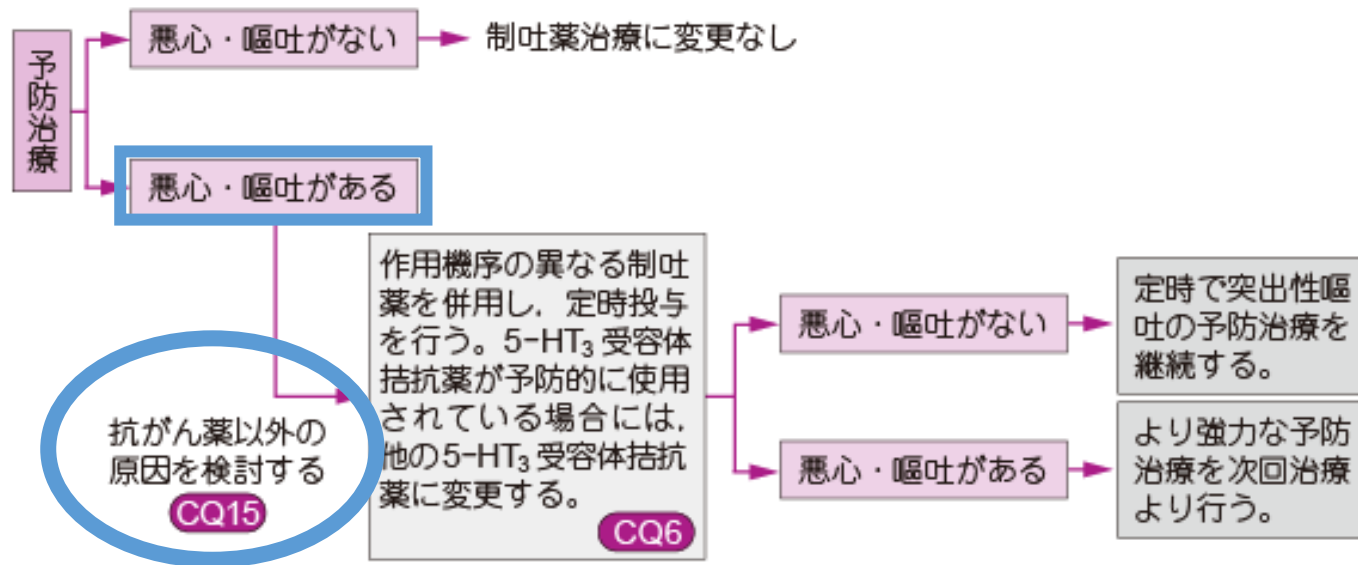 予防治療
悪心・嘔吐がない
制吐薬治療に変更なし
悪心・嘔吐がある
抗がん薬以外の
原因を検討する
CQ15
作用機序の異なる制吐
薬を併用し，定時投与
を行う。5-HT₃ 受容体
拮抗薬が予防的に使用
されている場合には，
他の5-HT₃ 受容体拮抗
薬に変更する。
CQ6
悪心・嘔吐がない
定時で突出性嘔
吐の予防治療を
継続する。
悪心・嘔吐がある
より強力な予防
治療を次回治療
より行う。